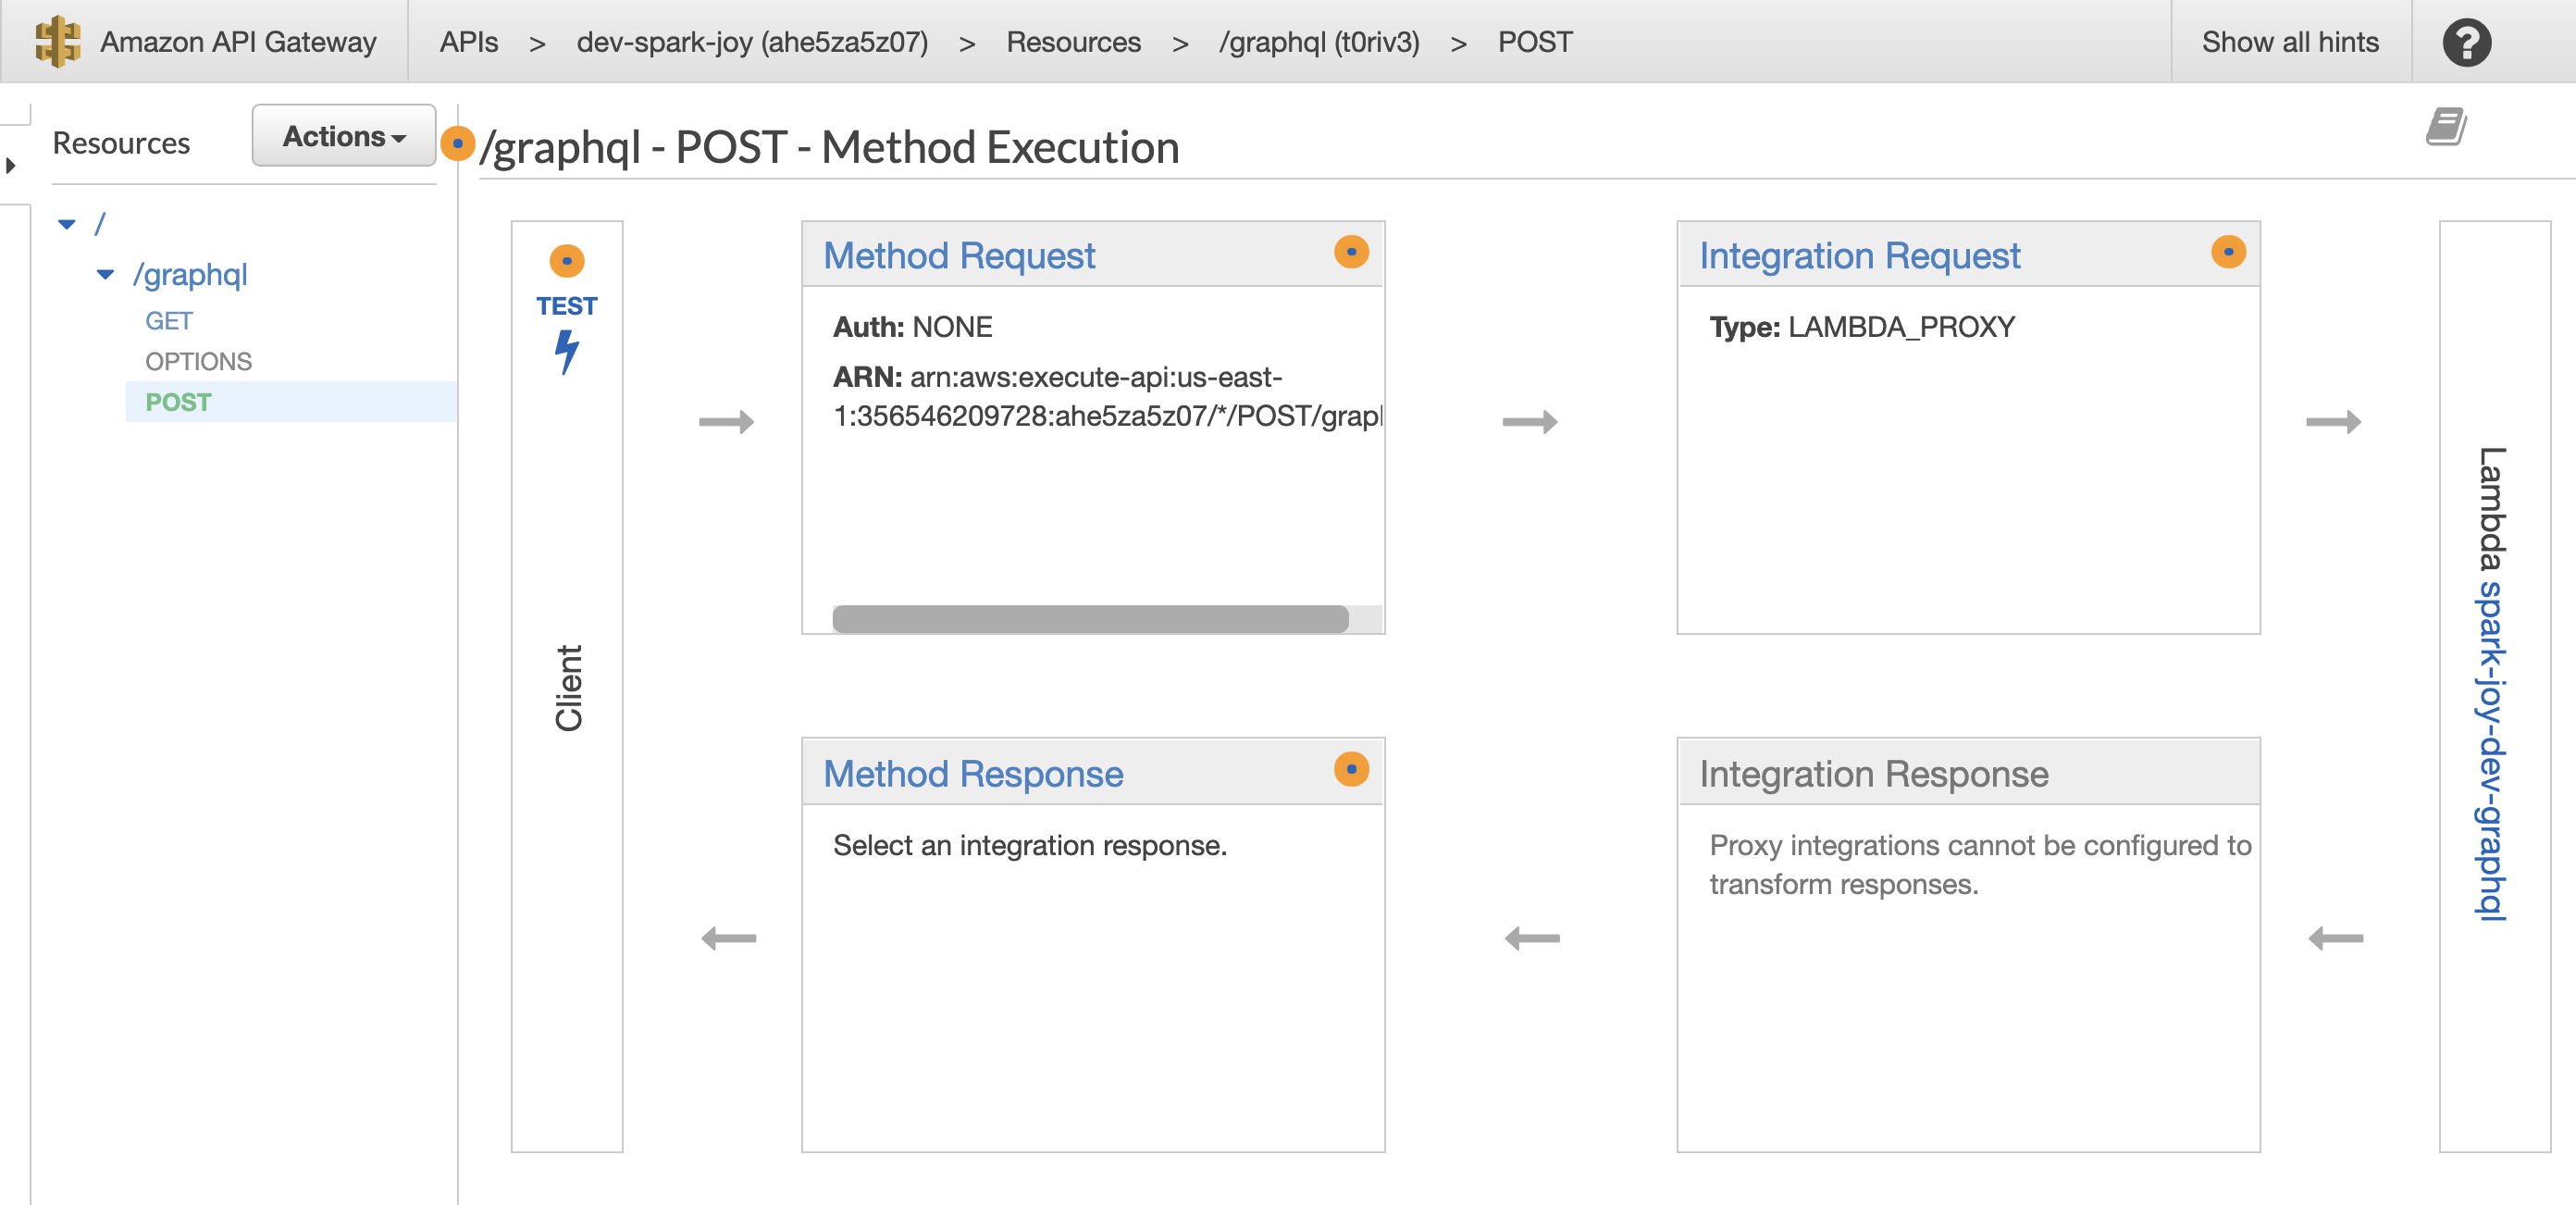 Amazon API Gateway APIs > dev-spark-joy (ahe5za5z07) > Resources > /graphql (t0riv3) > POST Show all hints ?
Resources Actions
/graphql - POST - Method Execution
/
/graphql
GET
OPTIONS
POST
TEST
Client
Method Request
Auth: NONE
ARN: arn:aws:execute-api:us-east-
1:356546209728:ahe5za5z07/*/POST/grap
Integration Request
Type: LAMBDA_PROXY
Lambda spark-joy-dev-graphql
Method Response
Select an integration response.
Integration Response
Proxy integrations cannot be configured to
transform responses.